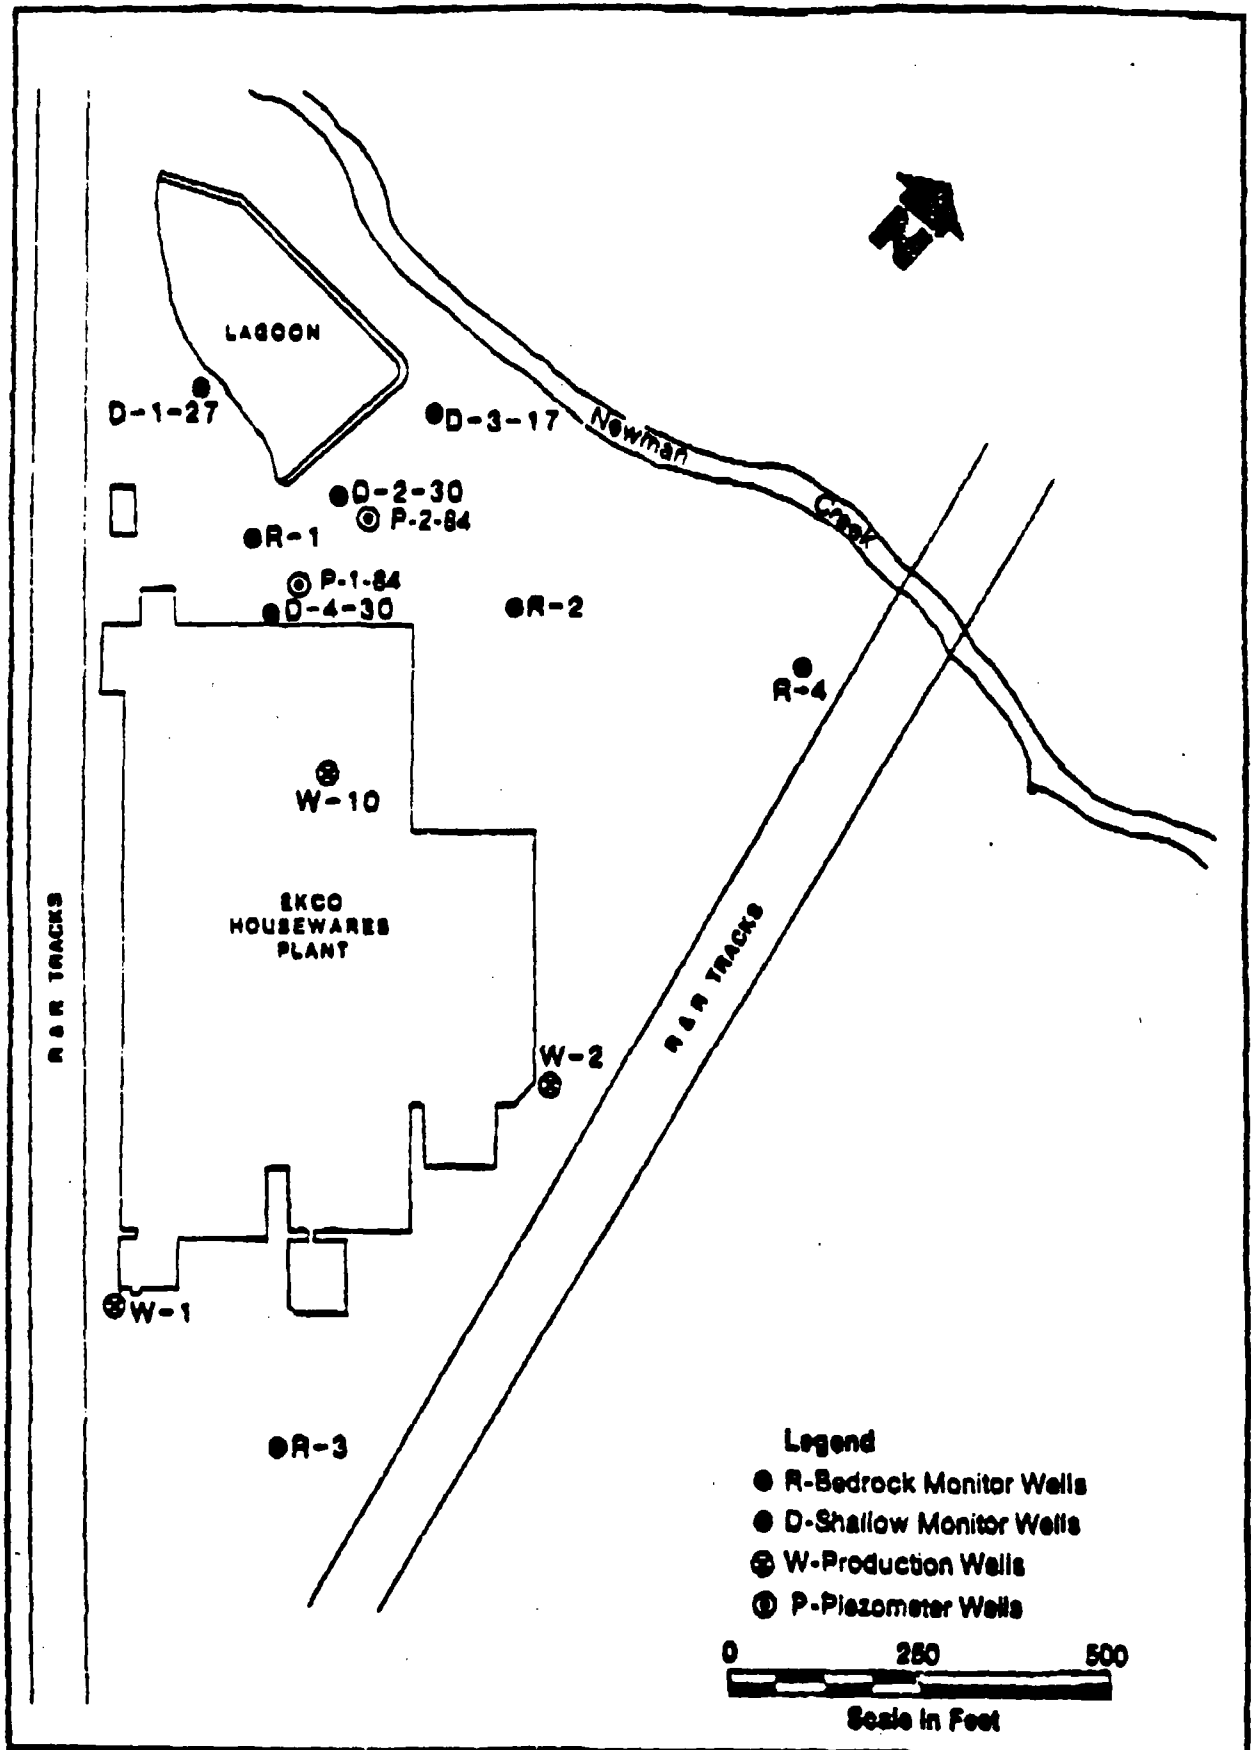 N
LAGOON
D-1-27
D-3-17
Newman
Creek
D-2-30
P-2-84
R-1
P-1-84
D-4-30
R-2
R-4
W-10
EKCO
HOUSEWARES
PLANT
R & R TRACKS
R & R TRACKS
W-2
W-1
R-3
Legend
R-Bedrock Monitor Wells
D-Shallow Monitor Wells
W-Production Wells
P-Piezometer Wells
0 250 500
Scale in Feet